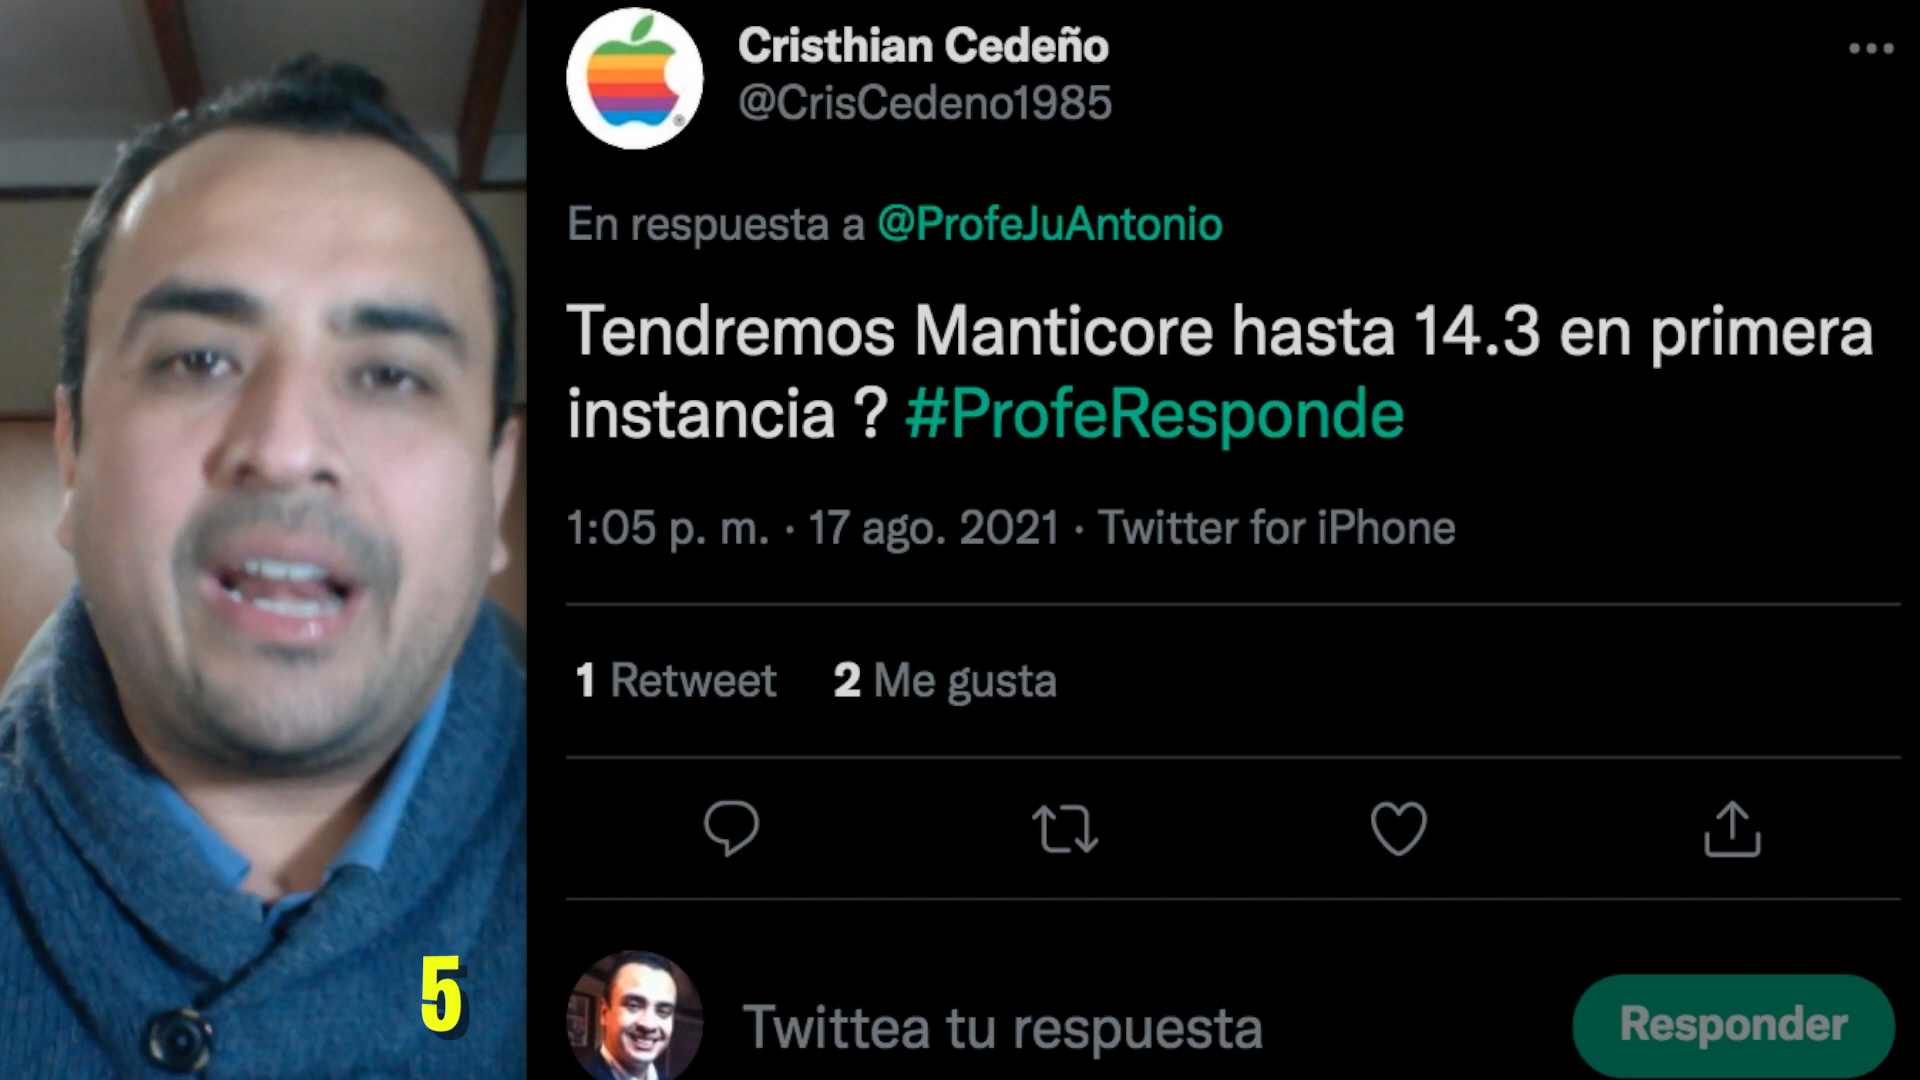 Cristhian Cedeño
@CrisCedeno1985
En respuesta a @ProfeJuAntonio
Tendremos Manticore hasta 14.3 en primera
instancia ? #ProfeResponde
1:05 p. m. · 17 ago. 2021 · Twitter for iPhone
1 Retweet 2 Me gusta
5
Twittea tu respuesta
Responder